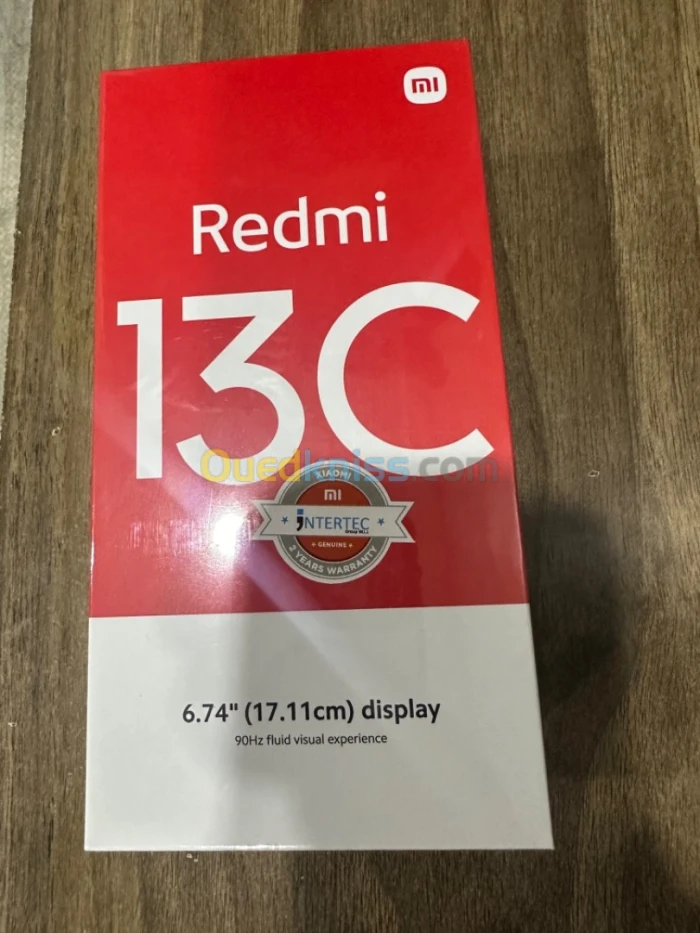 mi
Redmi
13C
Ouedkniss.com
XIAOMI
mi
INTERTEC
Group W.L.L
GENUINE
2 YEARS WARRANTY
6.74" (17.11cm) display
90Hz fluid visual experience